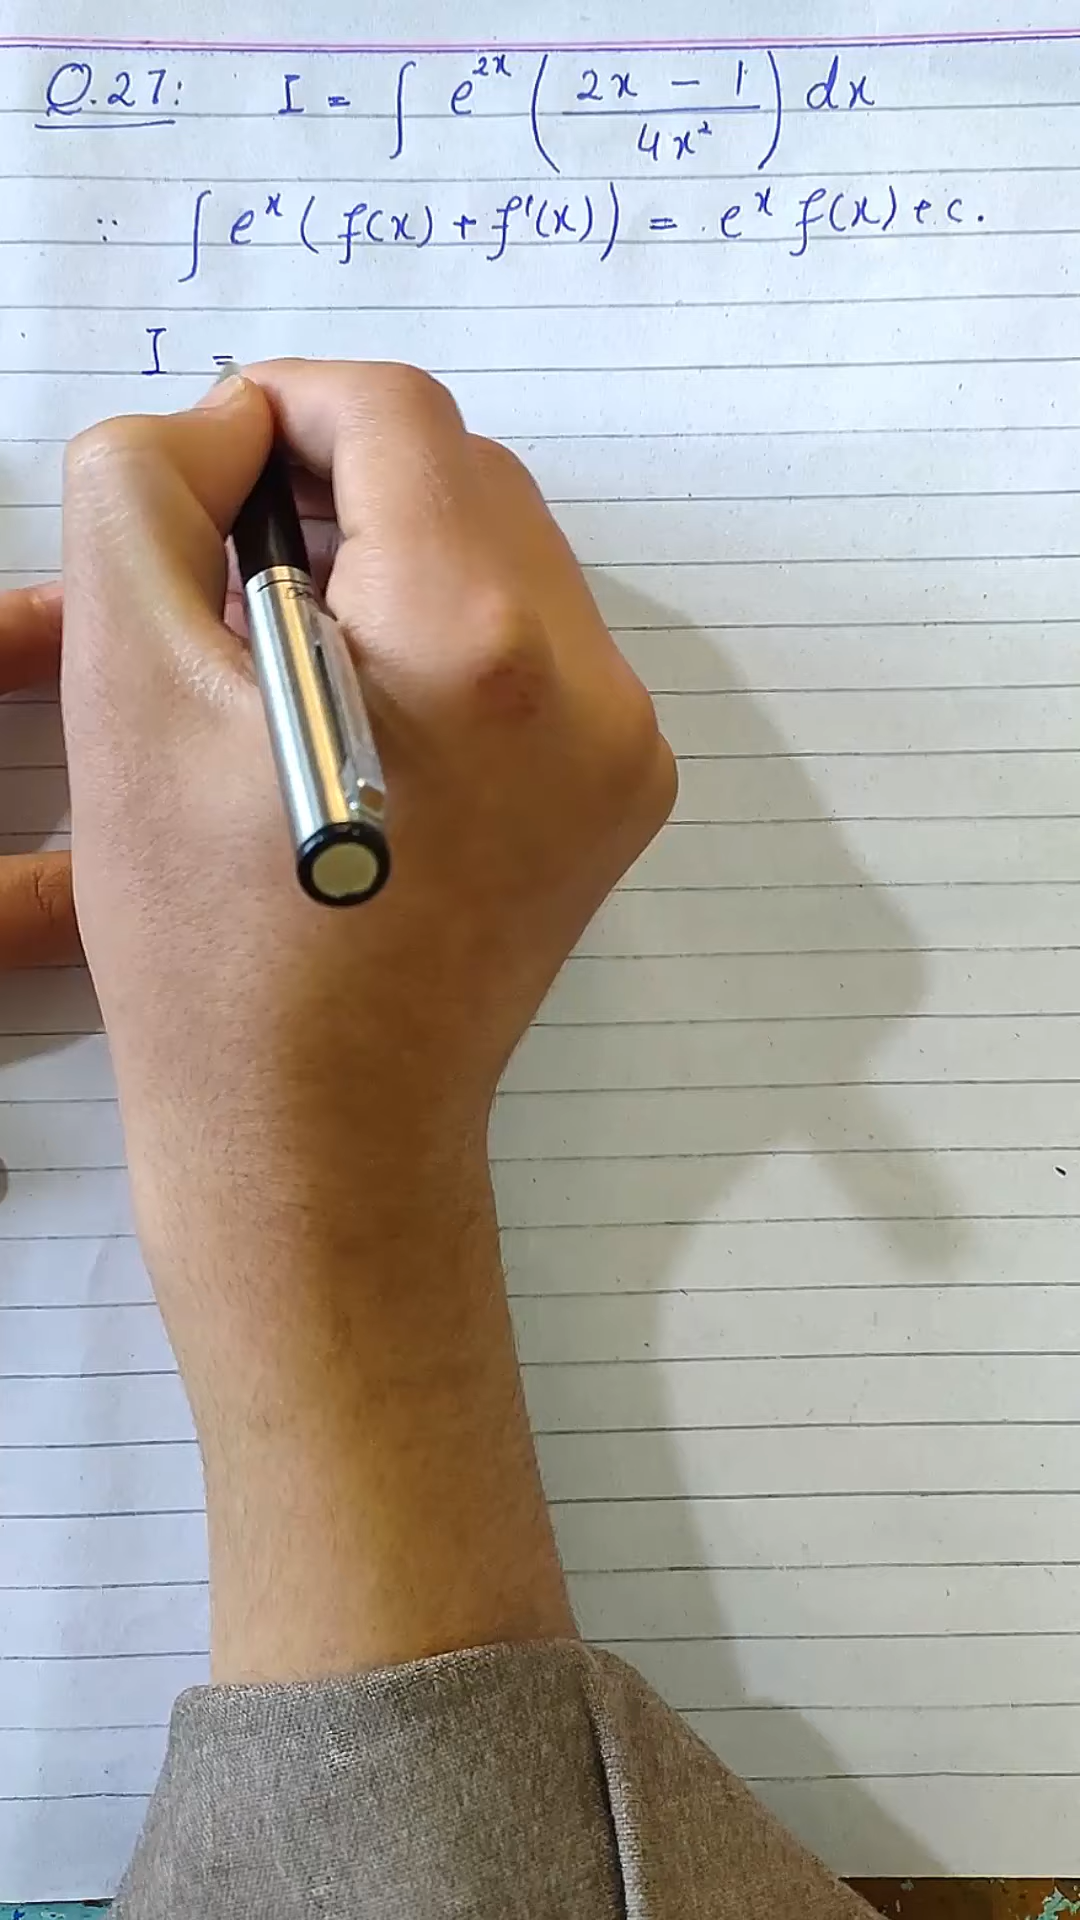 Q.27: I = ∫ e^{2x} ( (2x - 1) / 4x² ) dx
∵ ∫ e^x ( f(x) + f'(x) ) = e^x f(x) + c.
I =